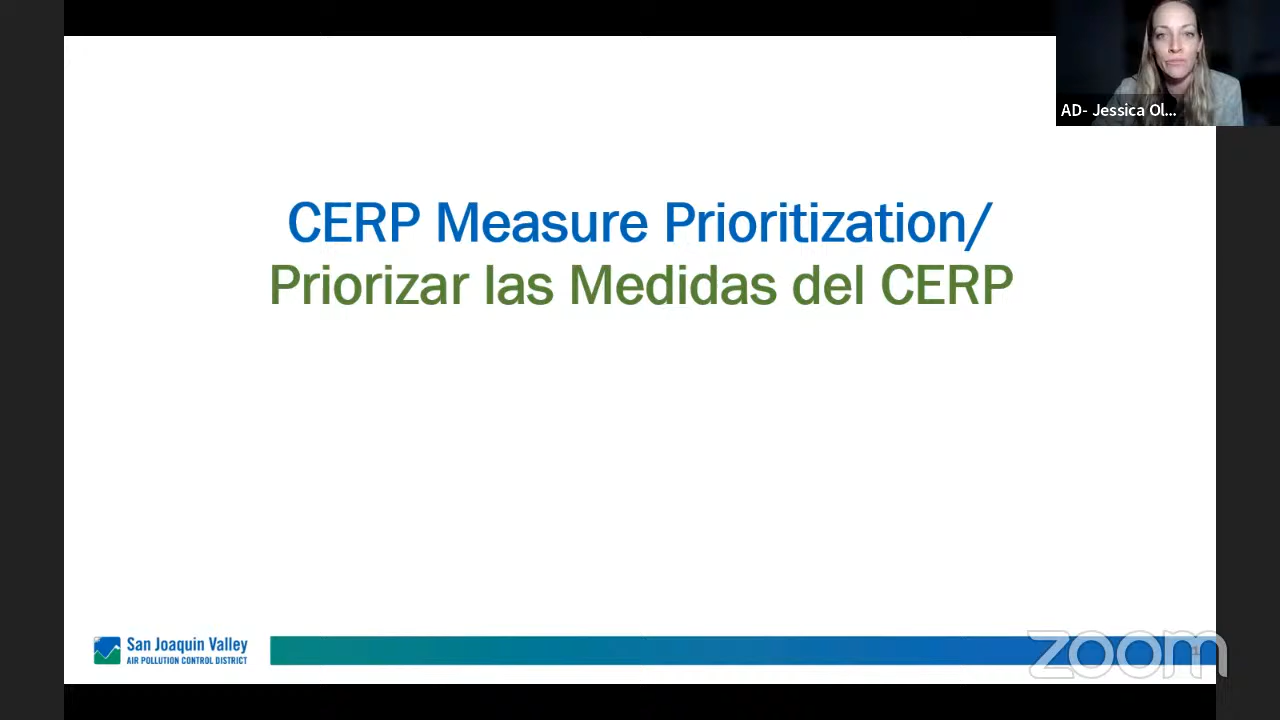 AD- Jessica Ol...
CERP Measure Prioritization/
Priorizar las Medidas del CERP
San Joaquin Valley
AIR POLLUTION CONTROL DISTRICT
zoom
1